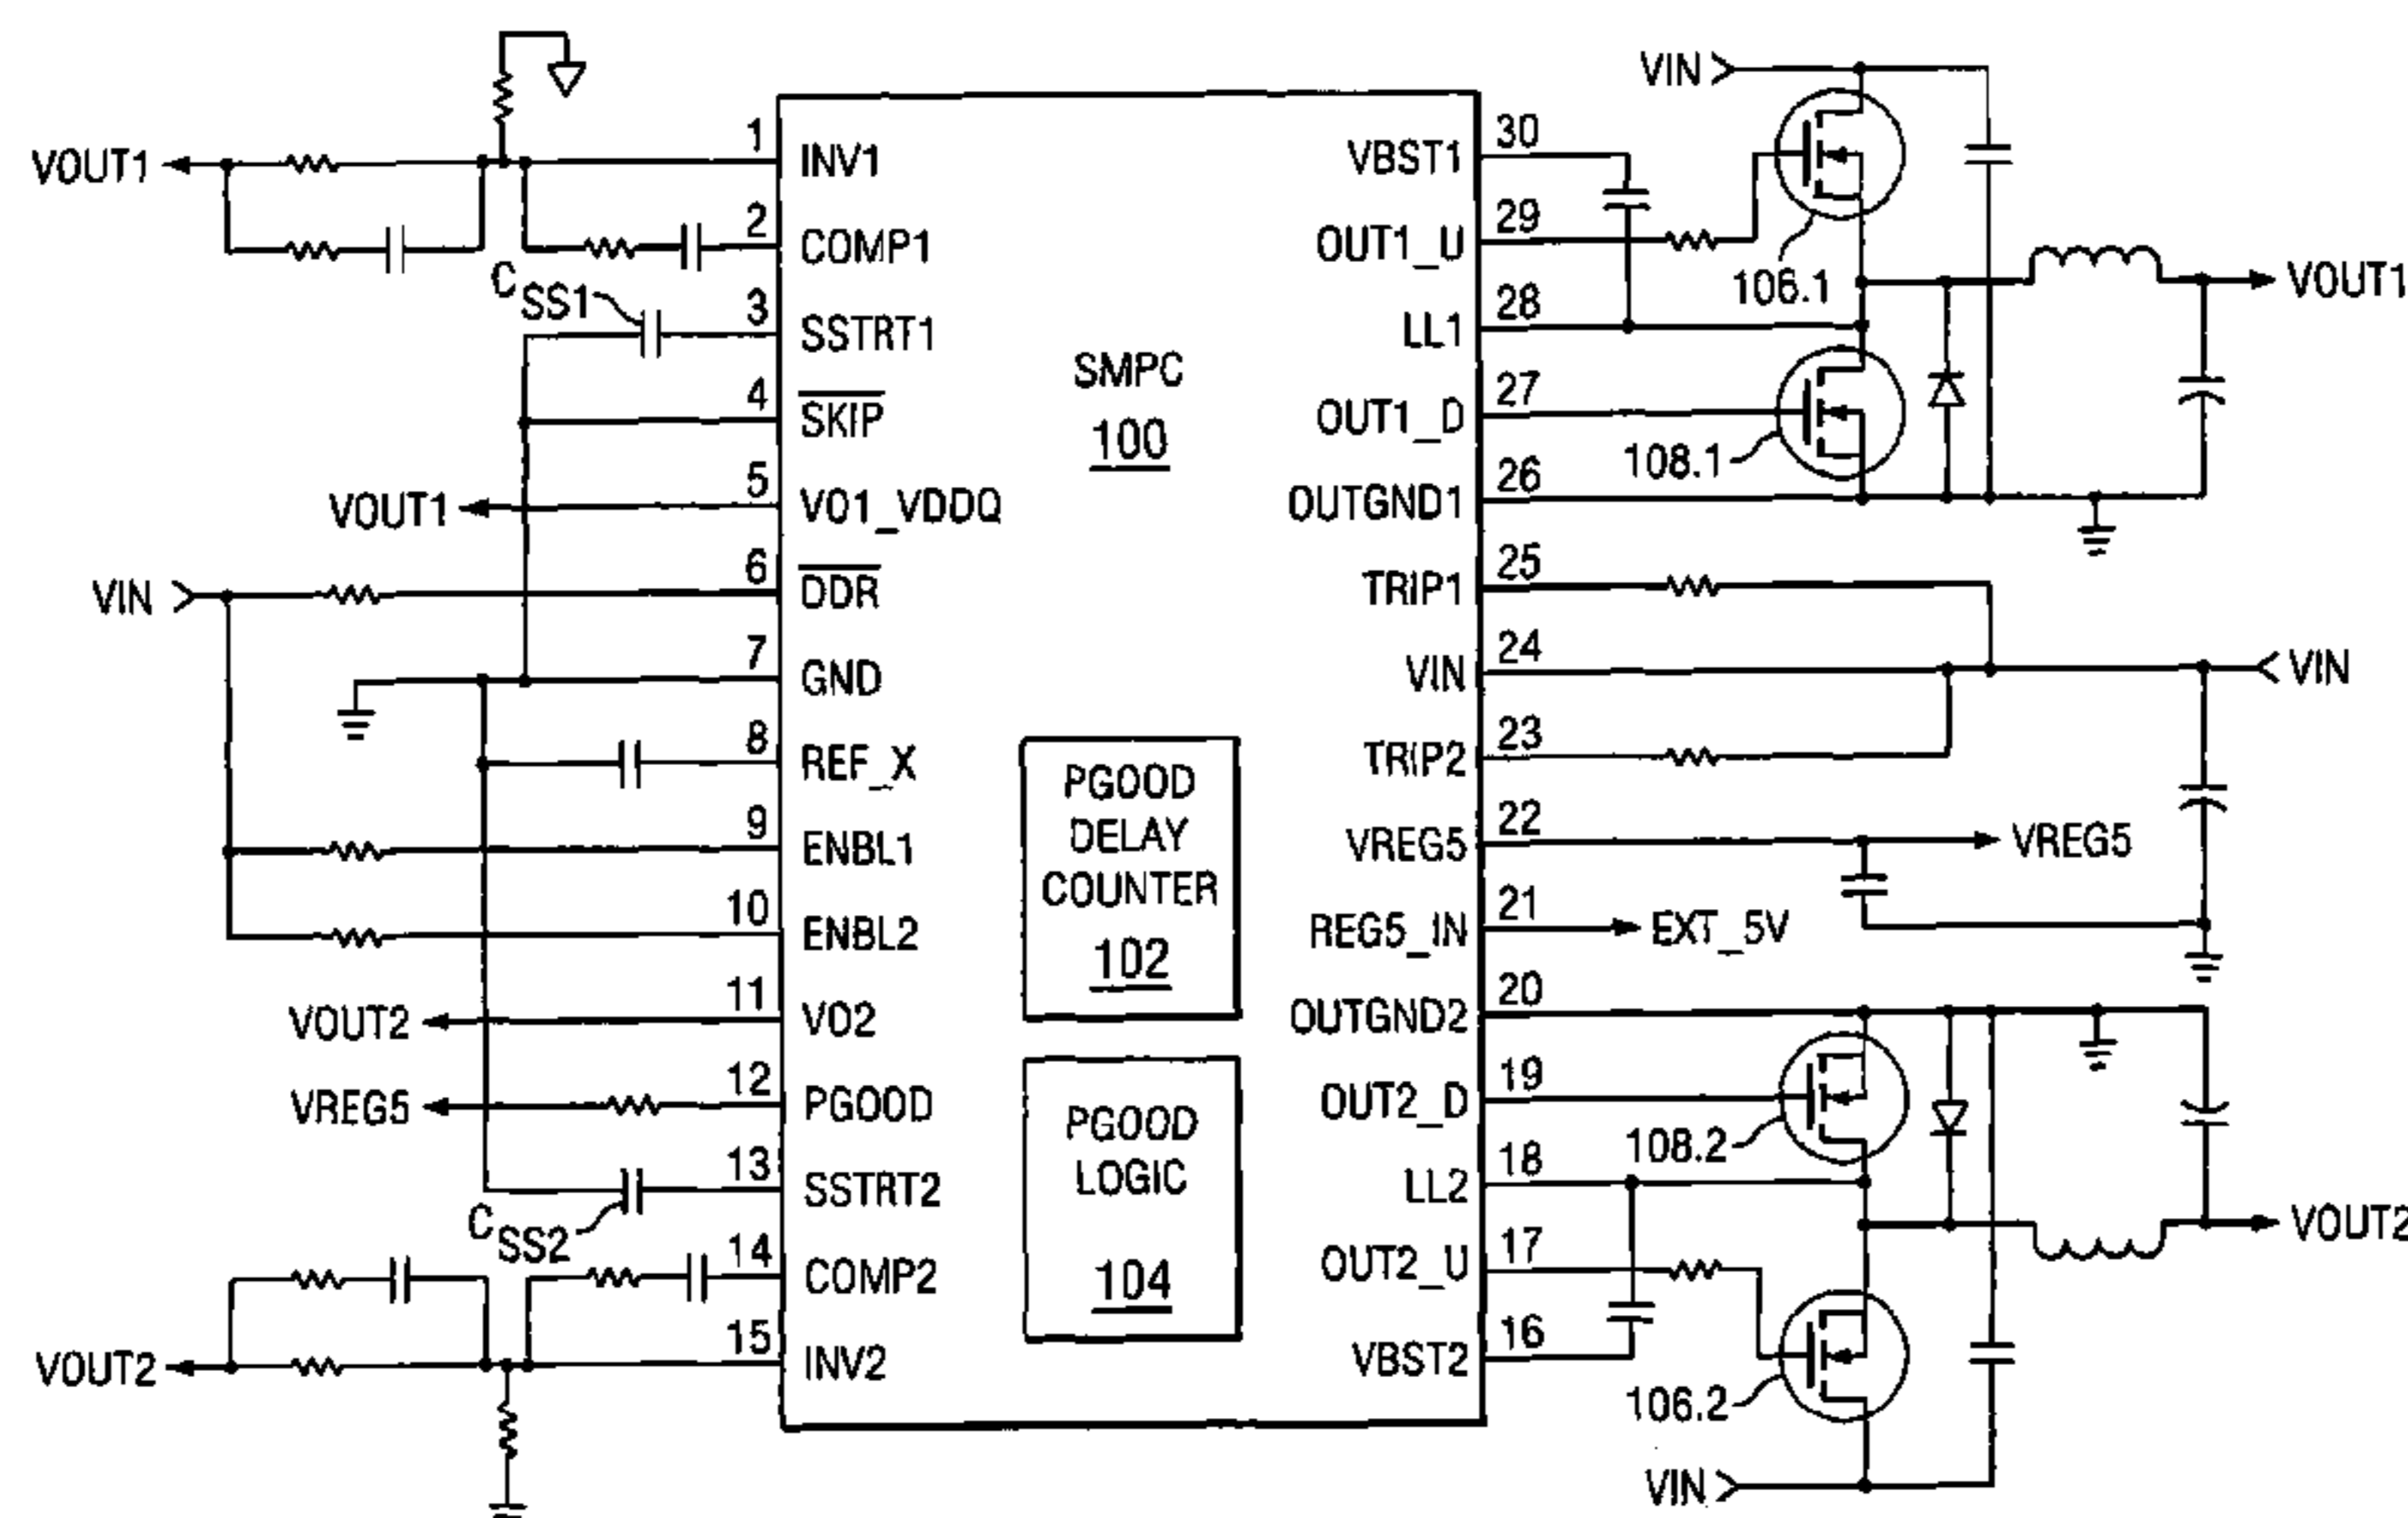 VOUT1
1 INV1
2 COMP1
C SS1
3 SSTRT1
4 SKIP
VOUT1
5 VO1_VDDQ
VIN
6 DDR
7 GND
8 REF_X
9 ENBL1
10 ENBL2
VOUT2
11 VO2
VREG5
12 PGOOD
13 SSTRT2
C SS2
14 COMP2
VOUT2
15 INV2
SMPC
100
PGOOD
DELAY
COUNTER
102
PGOOD
LOGIC
104
VIN
VBST1 30
OUT1_U 29
106.1
VOUT1
LL1 28
OUT1_D 27
108.1
OUTGND1 26
TRIP1 25
VIN 24
VIN
TRIP2 23
VREG5 22
VREG5
REG5_IN 21
EXT_5V
OUTGND2 20
OUT2_D 19
108.2
LL2 18
VOUT2
OUT2_U 17
VBST2 16
106.2
VIN